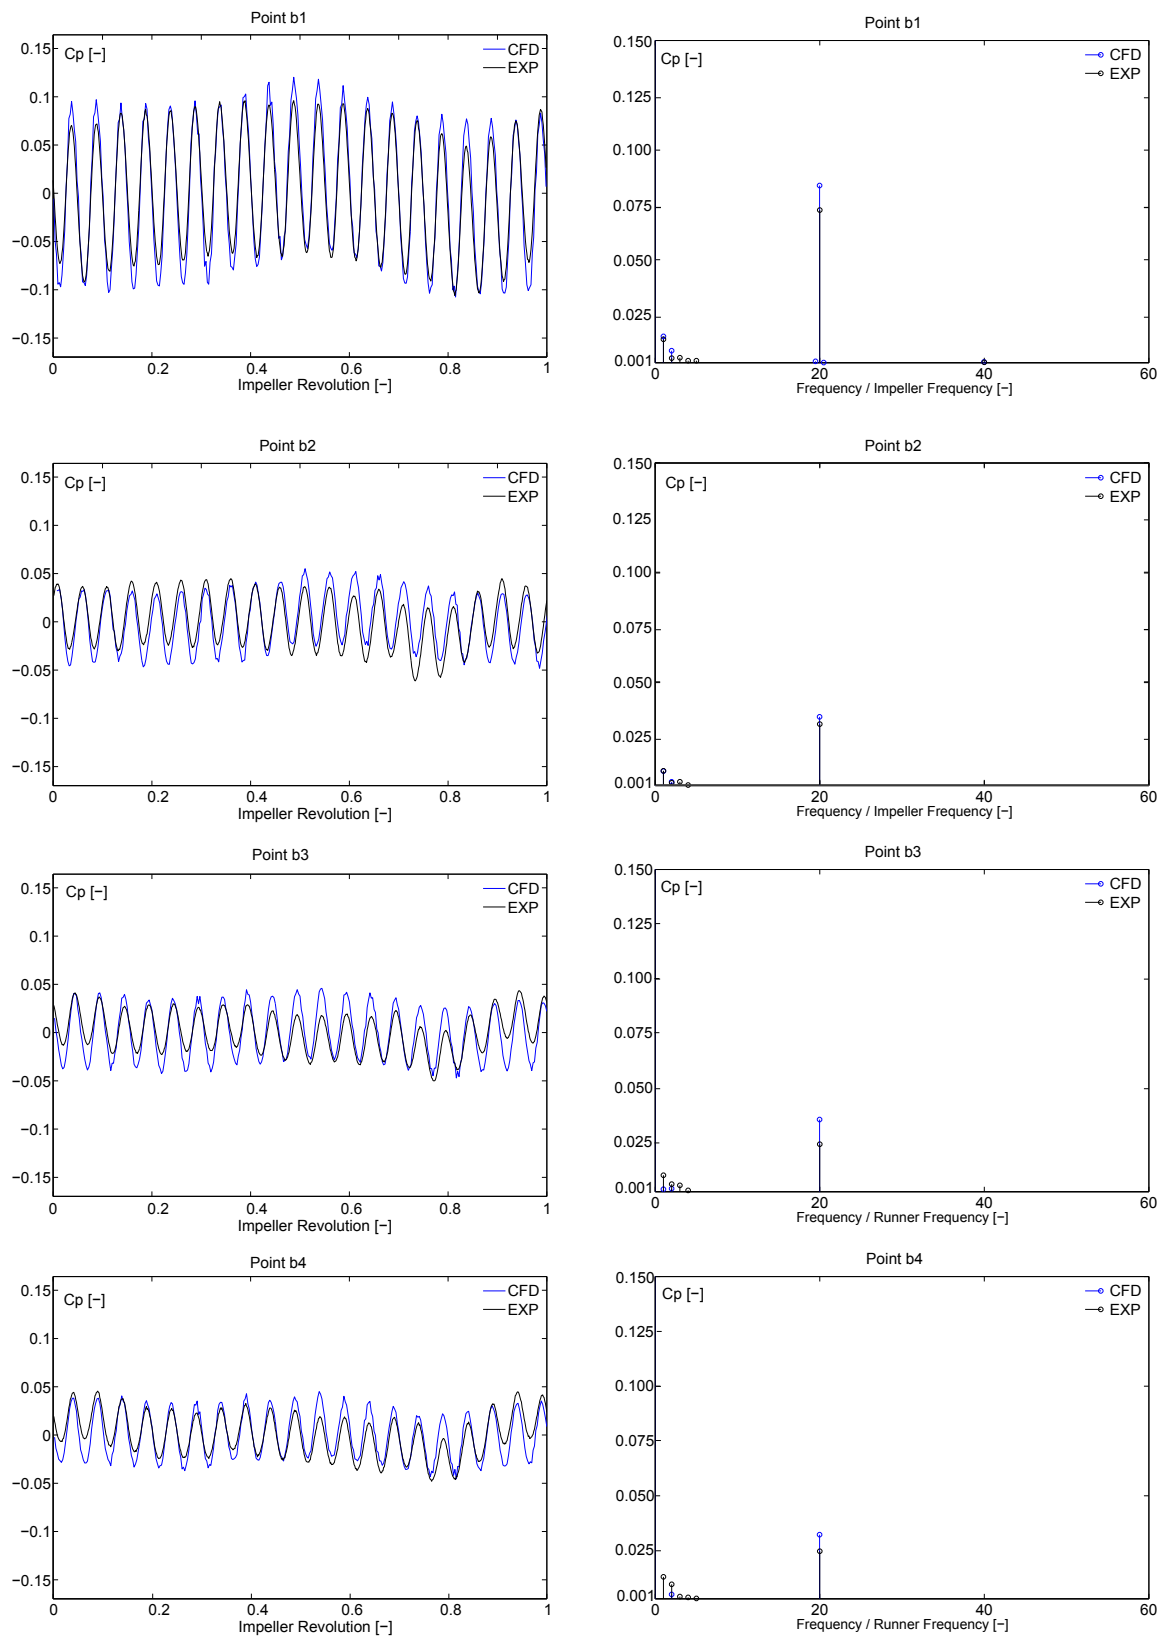 Point b1
Cp [−]
CFD
EXP
0.15
0.1
0.05
0
−0.05
−0.1
−0.15
0 0.2 0.4 0.6 0.8 1
Impeller Revolution [−]
Point b1
Cp [−]
CFD
EXP
0.150
0.125
0.100
0.075
0.050
0.025
0.001
0 20 40 60
Frequency / Impeller Frequency [−]
Point b2
Cp [−]
CFD
EXP
0.15
0.1
0.05
0
−0.05
−0.1
−0.15
0 0.2 0.4 0.6 0.8 1
Impeller Revolution [−]
Point b2
Cp [−]
CFD
EXP
0.150
0.125
0.100
0.075
0.050
0.025
0.001
0 20 40 60
Frequency / Impeller Frequency [−]
Point b3
Cp [−]
CFD
EXP
0.15
0.1
0.05
0
−0.05
−0.1
−0.15
0 0.2 0.4 0.6 0.8 1
Impeller Revolution [−]
Point b3
Cp [−]
CFD
EXP
0.150
0.125
0.100
0.075
0.050
0.025
0.001
0 20 40 60
Frequency / Runner Frequency [−]
Point b4
Cp [−]
CFD
EXP
0.15
0.1
0.05
0
−0.05
−0.1
−0.15
0 0.2 0.4 0.6 0.8 1
Impeller Revolution [−]
Point b4
Cp [−]
CFD
EXP
0.150
0.125
0.100
0.075
0.050
0.025
0.001
0 20 40 60
Frequency / Runner Frequency [−]